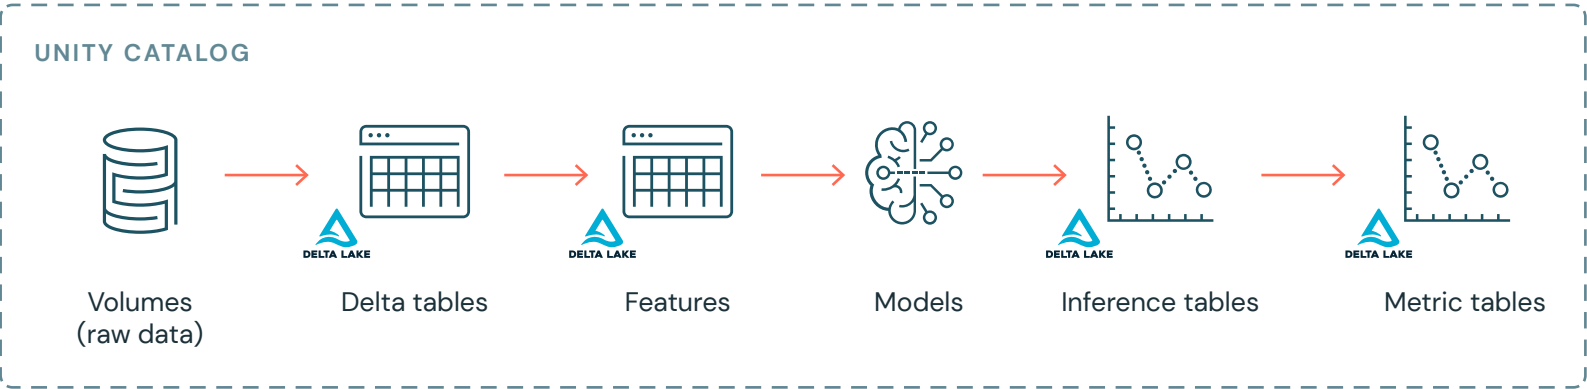 UNITY CATALOG
DELTA LAKE
DELTA LAKE
DELTA LAKE
DELTA LAKE
Volumes
(raw data)
Delta tables
Features
Models
Inference tables
Metric tables